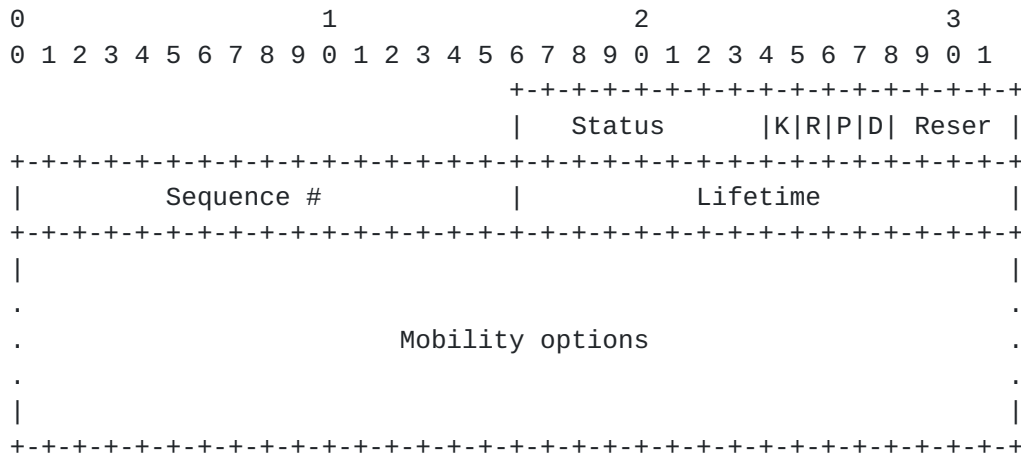 0                   1                   2                   3
0 1 2 3 4 5 6 7 8 9 0 1 2 3 4 5 6 7 8 9 0 1 2 3 4 5 6 7 8 9 0 1
                                +-+-+-+-+-+-+-+-+-+-+-+-+-+-+-+-+
                                |   Status      |K|R|P|D| Reser |
+-+-+-+-+-+-+-+-+-+-+-+-+-+-+-+-+-+-+-+-+-+-+-+-+-+-+-+-+-+-+-+-+
|         Sequence #            |           Lifetime            |
+-+-+-+-+-+-+-+-+-+-+-+-+-+-+-+-+-+-+-+-+-+-+-+-+-+-+-+-+-+-+-+-+
|                                                               |
.                                                               .
.                        Mobility options                       .
.                                                               .
|                                                               |
+-+-+-+-+-+-+-+-+-+-+-+-+-+-+-+-+-+-+-+-+-+-+-+-+-+-+-+-+-+-+-+-+